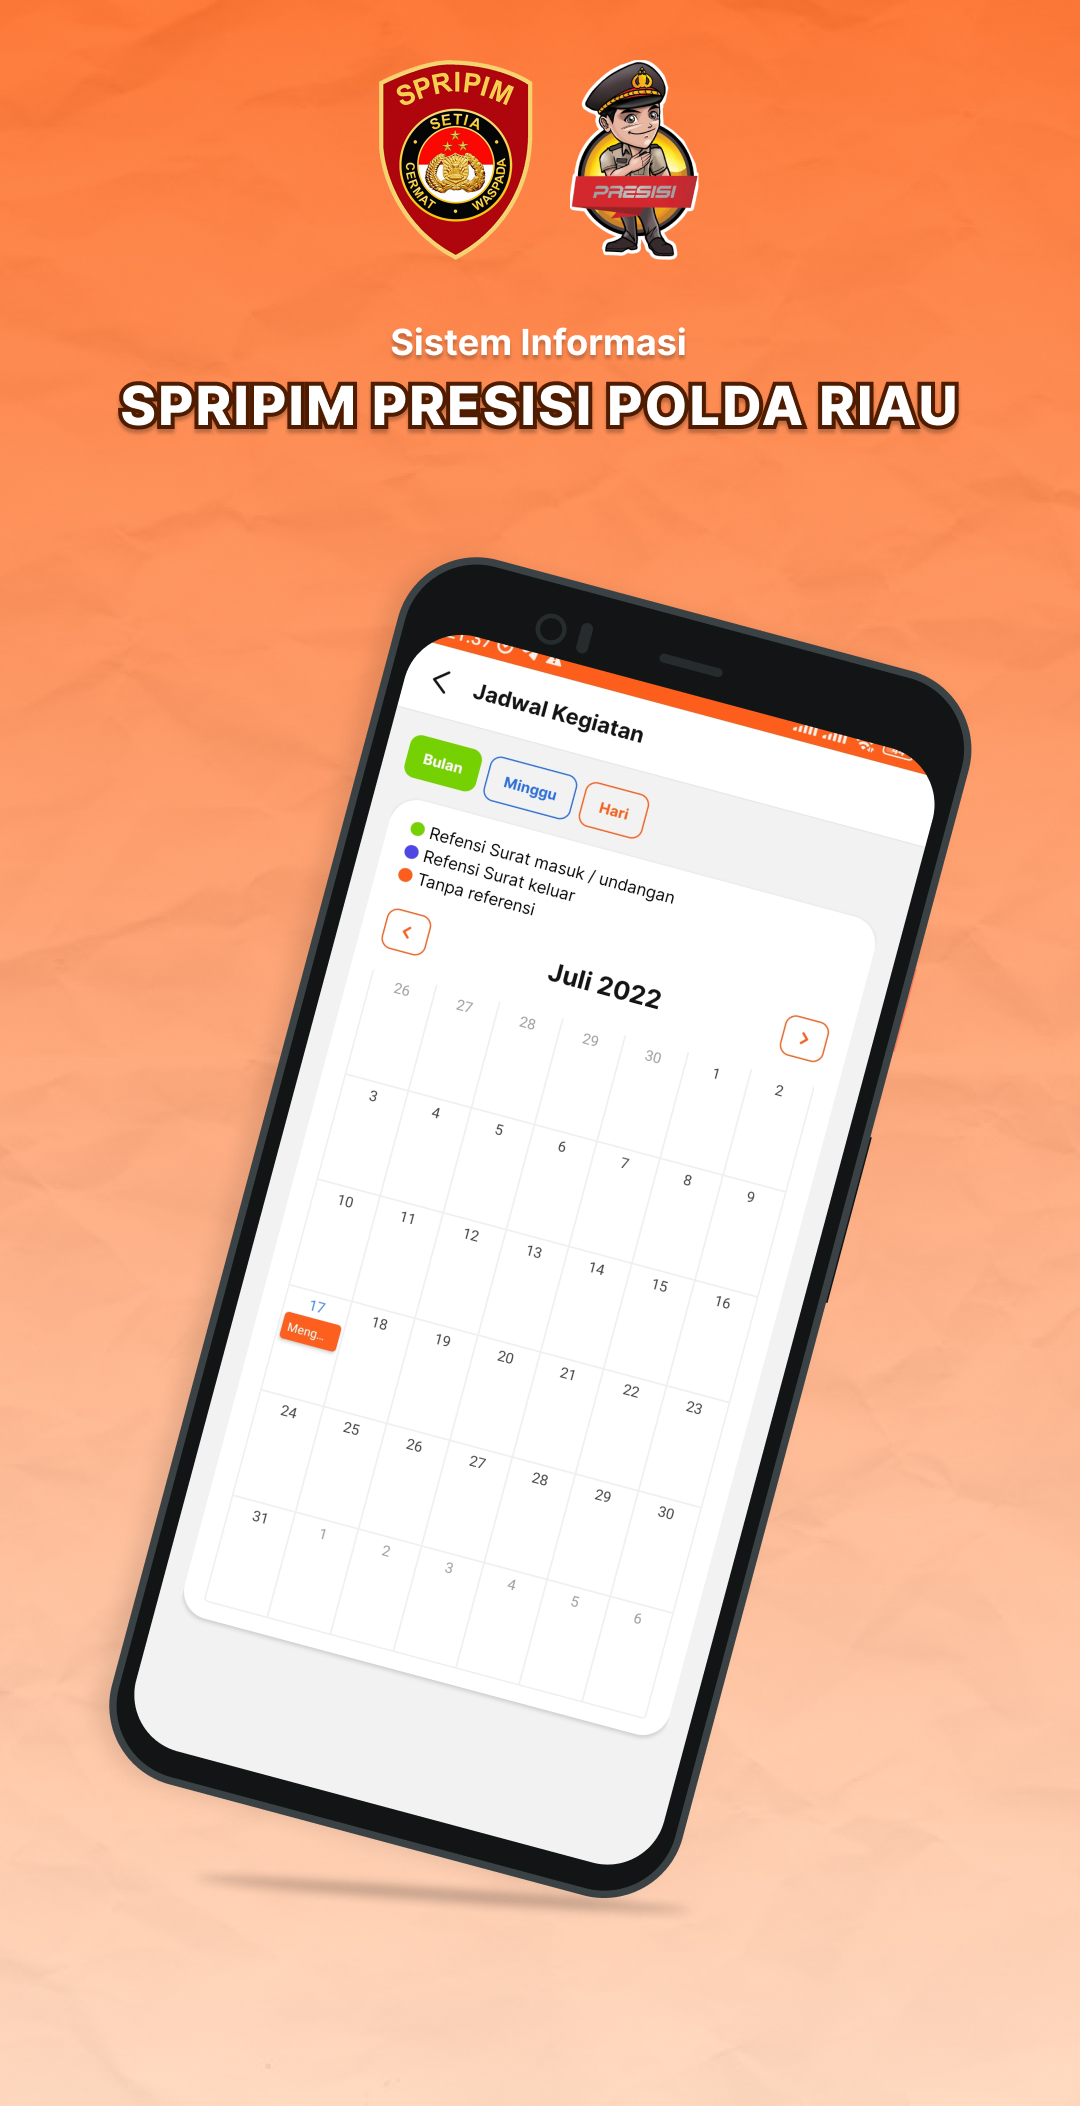 SPRIPIM
SETIA
CERMAT
WASPADA
PRESISI
Sistem Informasi
SPRIPIM PRESISI POLDA RIAU
Jadwal Kegiatan
Bulan Minggu Hari
Refensi Surat masuk / undangan
Refensi Surat keluar
Tanpa referensi
Juli 2022
26 27 28 29 30 1 2
3 4 5 6 7 8 9
10 11 12 13 14 15 16
17 18 19 20 21 22 23
Meng...
24 25 26 27 28 29 30
31 1 2 3 4 5 6